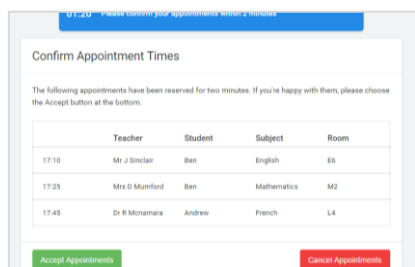 01:20 Please confirm your appointments within 2 minutes
Confirm Appointment Times
The following appointments have been reserved for two minutes. If you're happy with them, please choose
the Accept button at the bottom.
Teacher Student Subject Room
17:10 Mr J Sinclair Ben English E6
17:25 Mrs D Mumford Ben Mathematics M2
17:45 Dr R Mcnamara Andrew French L4
Accept Appointments Cancel Appointments